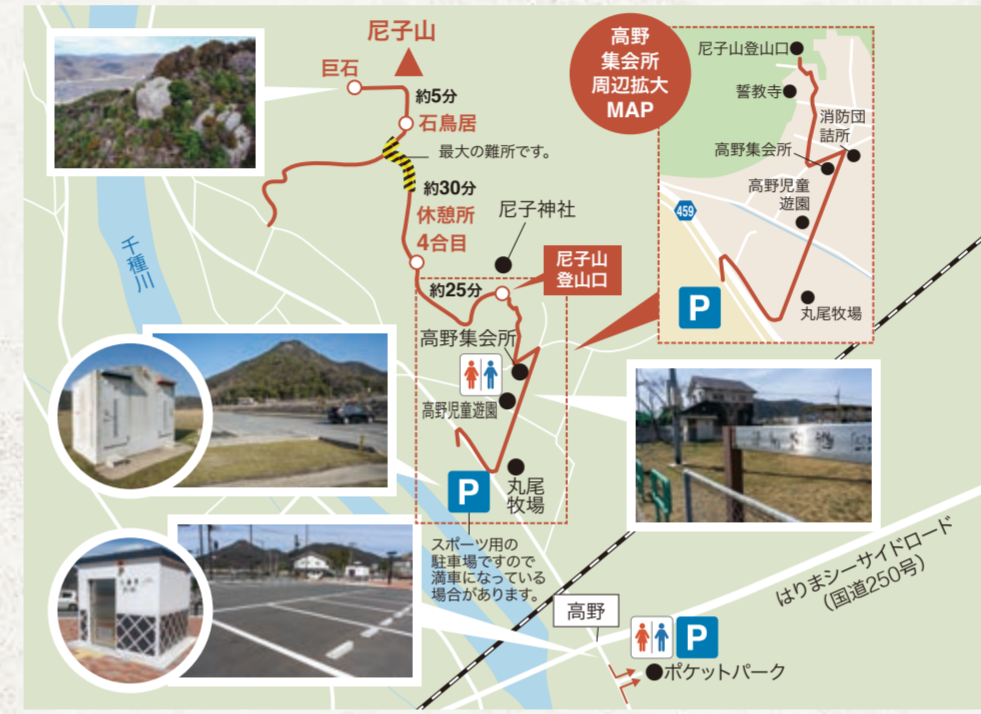 尼子山
巨石
約5分
石鳥居
最大の難所です。
約30分
休憩所
4合目
尼子神社
尼子山
登山口
約25分
高野集会所
高野児童遊園
丸尾
牧場
P
スポーツ用の
駐車場ですので
満車になっている
場合があります。
千種川
高野
集会所
周辺拡大
MAP
尼子山登山口
誓教寺
消防団
詰所
高野集会所
高野児童
遊園
459
P
丸尾牧場
はりまシーサイドロード
(国道250号)
高野
P
ポケットパーク